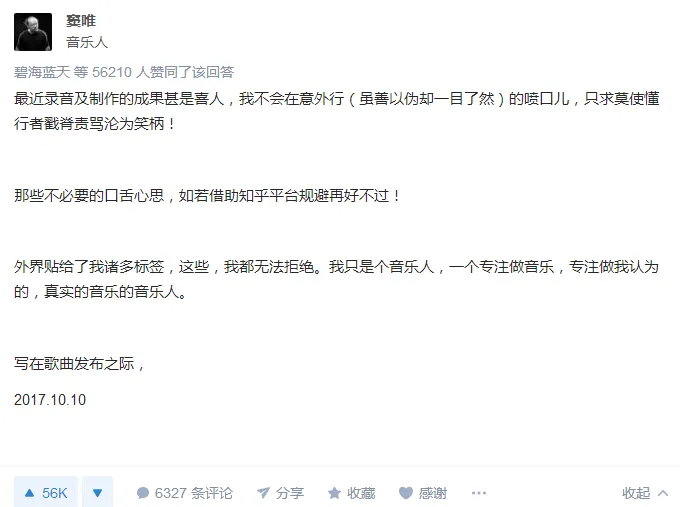 窦唯
音乐人
碧海蓝天 等 56210 人赞同了该回答
最近录音及制作的成果甚是喜人，我不会在意外行（虽善以伪却一目了然）的喷口儿，只求莫使懂
行者戳脊责骂沦为笑柄！
那些不必要的口舌心思，如若借助知乎平台规避再好不过！
外界贴给了我诸多标签，这些，我都无法拒绝。我只是个音乐人，一个专注做音乐，专注做我认为
的，真实的音乐的音乐人。
写在歌曲发布之际，
2017.10.10
56K 6327 条评论 分享 收藏 感谢 ··· 收起